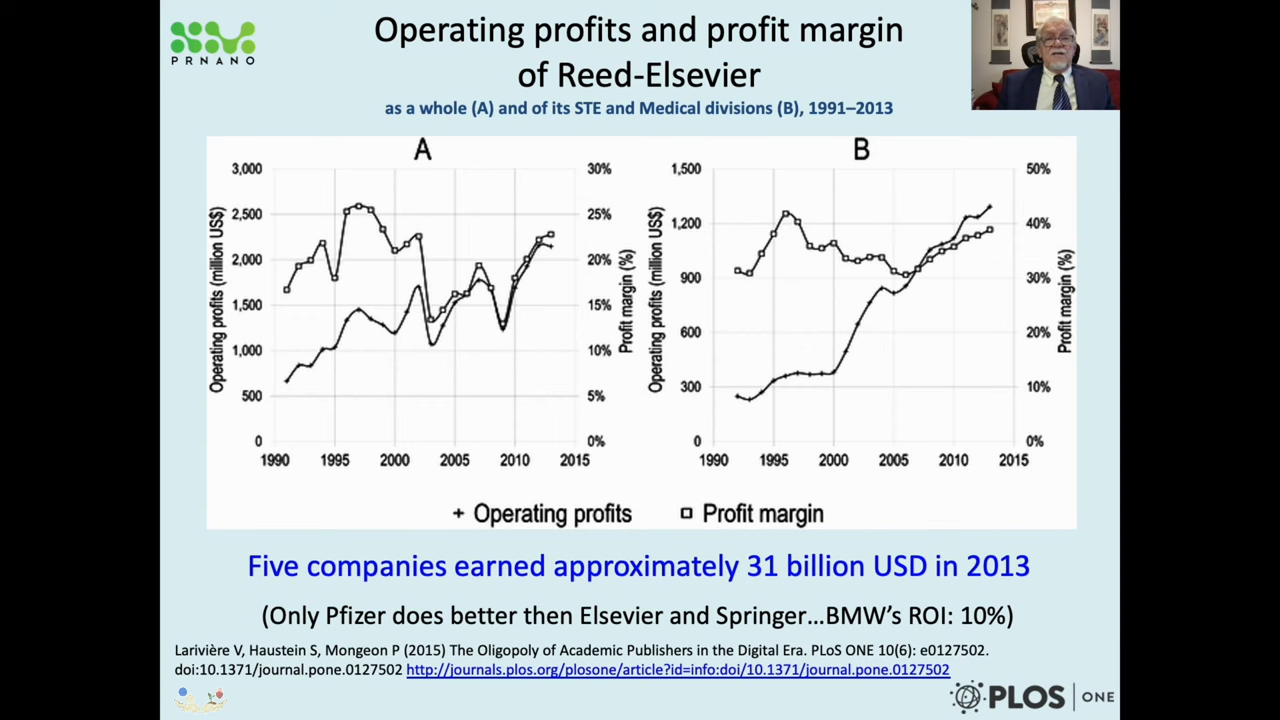 PRNANO
Operating profits and profit margin
of Reed-Elsevier
as a whole (A) and of its STE and Medical divisions (B), 1991–2013
A
3,000
2,500
2,000
1,500
1,000
500
0
Operating profits (million US$)
30%
25%
20%
15%
10%
5%
0%
Profit margin (%)
1990 1995 2000 2005 2010 2015
B
1,500
1,200
900
600
300
0
Operating profits (million US$)
50%
40%
30%
20%
10%
0%
Profit margin (%)
1990 1995 2000 2005 2010 2015
Operating profits Profit margin
Five companies earned approximately 31 billion USD in 2013
(Only Pfizer does better then Elsevier and Springer...BMW's ROI: 10%)
Larivière V, Haustein S, Mongeon P (2015) The Oligopoly of Academic Publishers in the Digital Era. PLoS ONE 10(6): e0127502.
doi:10.1371/journal.pone.0127502 http://journals.plos.org/plosone/article?id=info:doi/10.1371/journal.pone.0127502
PLOS | ONE